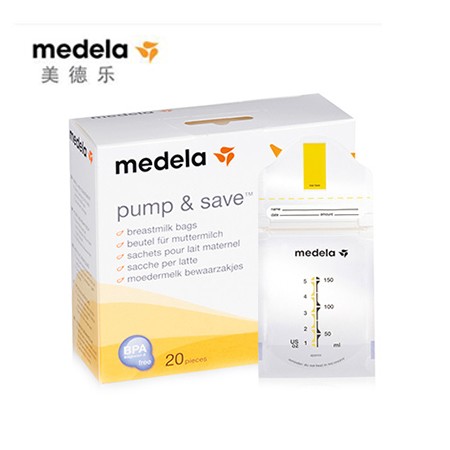 medela
美德乐
medela
pump & save™
breastmilk bags
beutel für muttermilch
sachets pour lait maternel
sacche per latte
moedermelk bewaarzakjes
BPA
free
20 pieces
name
date
amount
medela
5
150
4
3
100
2
50
US
oz
1
ml